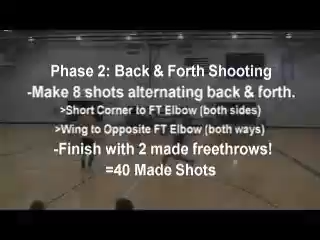 Phase 2: Back & Forth Shooting
-Make 8 shots alternating back & forth.
>Short Corner to FT Elbow (both sides)
>Wing to Opposite FT Elbow (both ways)
-Finish with 2 made freethrows!
=40 Made Shots